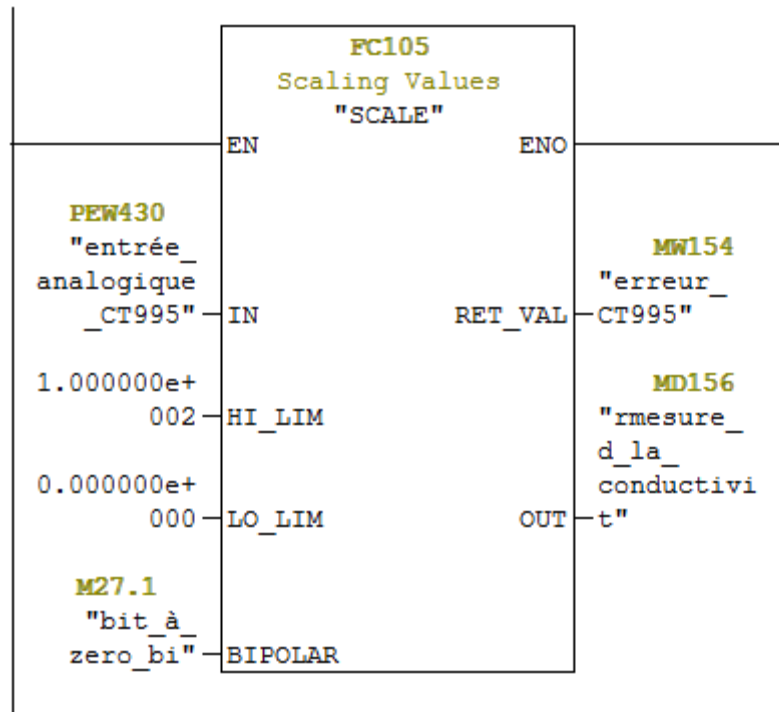 FC105
Scaling Values
"SCALE"
EN ENO
PEW430
"entrée_
analogique
_CT995" IN
MW154
"erreur_
RET_VAL CT995"
1.000000e+
002 HI_LIM
MD156
"rmesure_
d_la_
conductivi
OUT t"
0.000000e+
000 LO_LIM
M27.1
"bit_à_
zero_bi" BIPOLAR